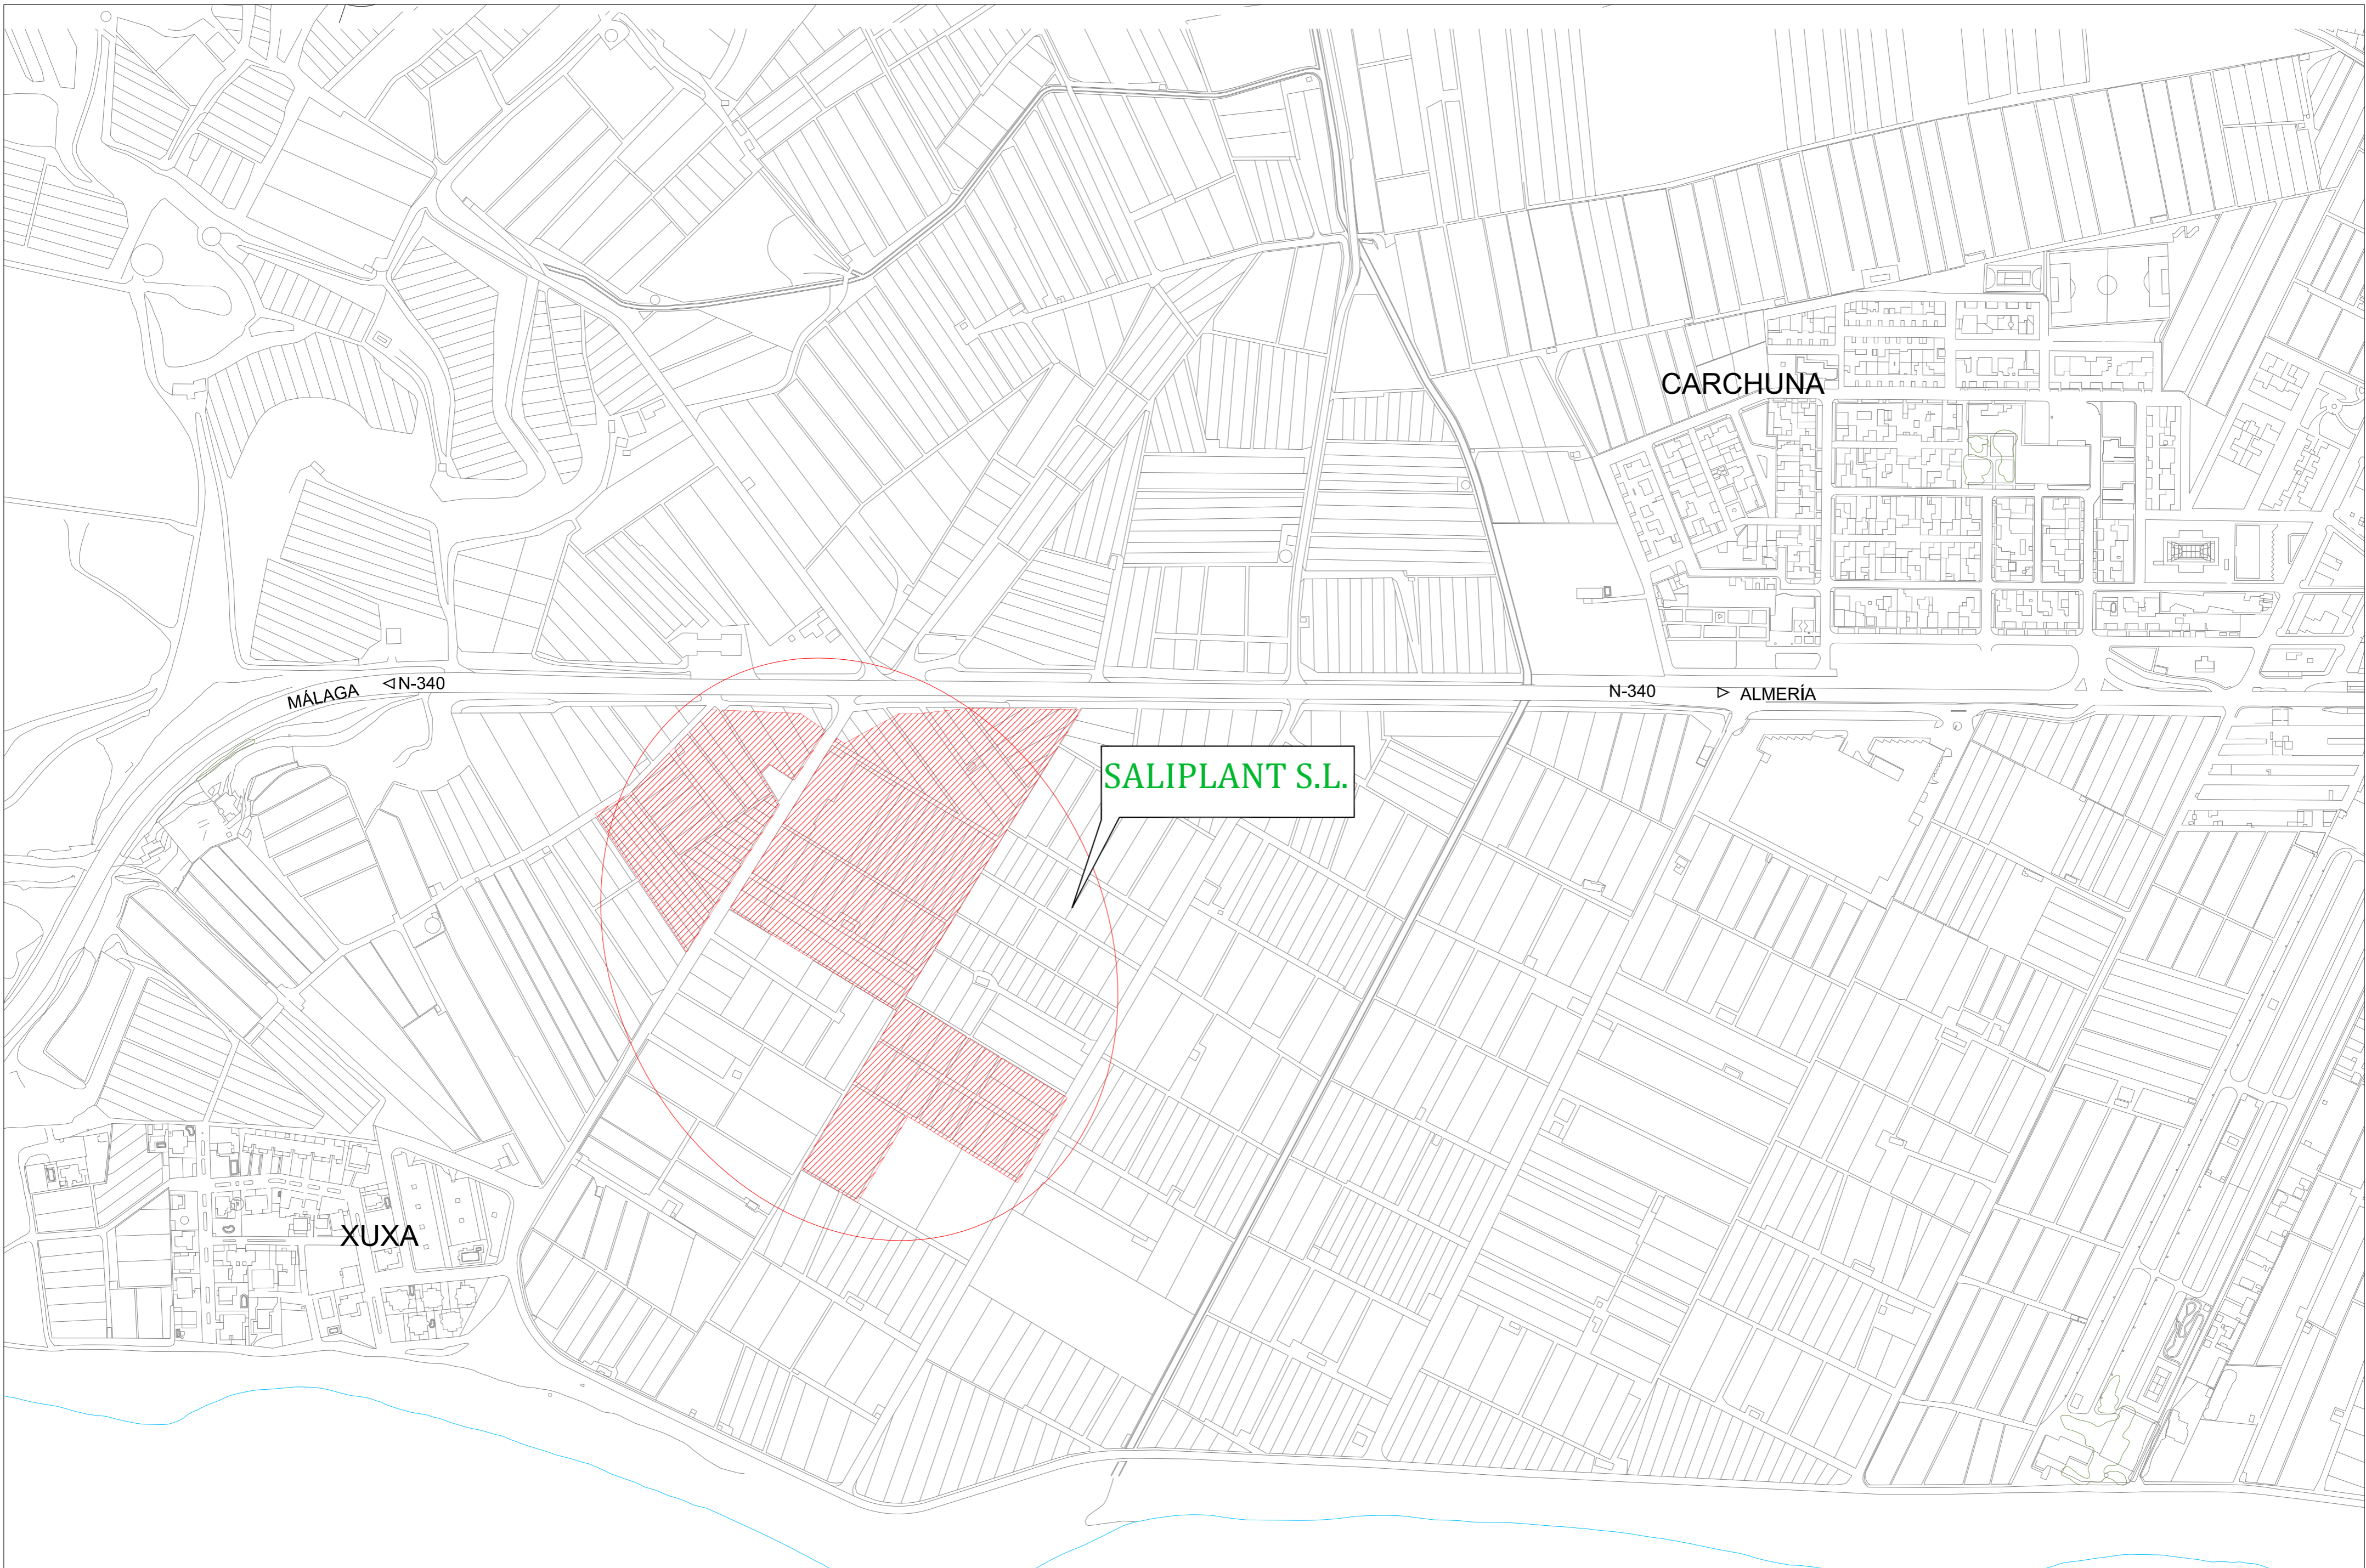 CARCHUNA
MÁLAGA
N-340
N-340
ALMERÍA
SALIPLANT S.L.
XUXA